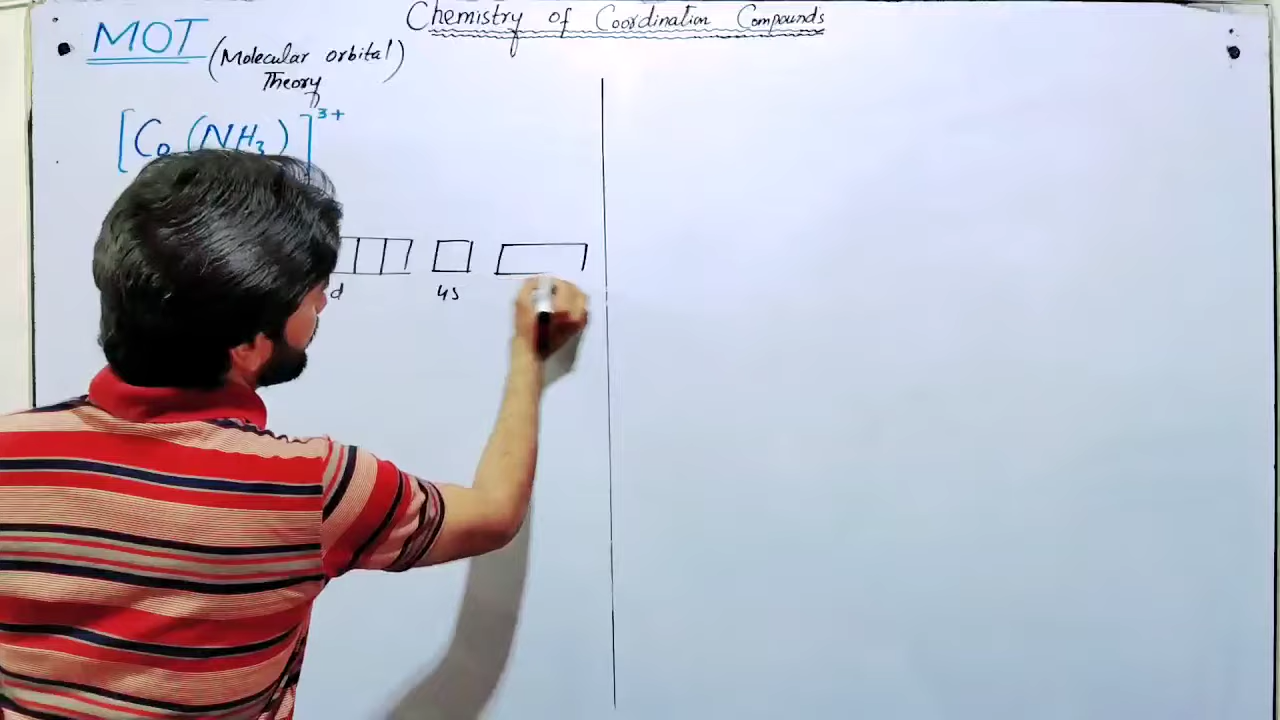 Chemistry of Coordination Compounds
MOT (Molecular orbital)
Theory
[Co(NH3)]3+
d 4s